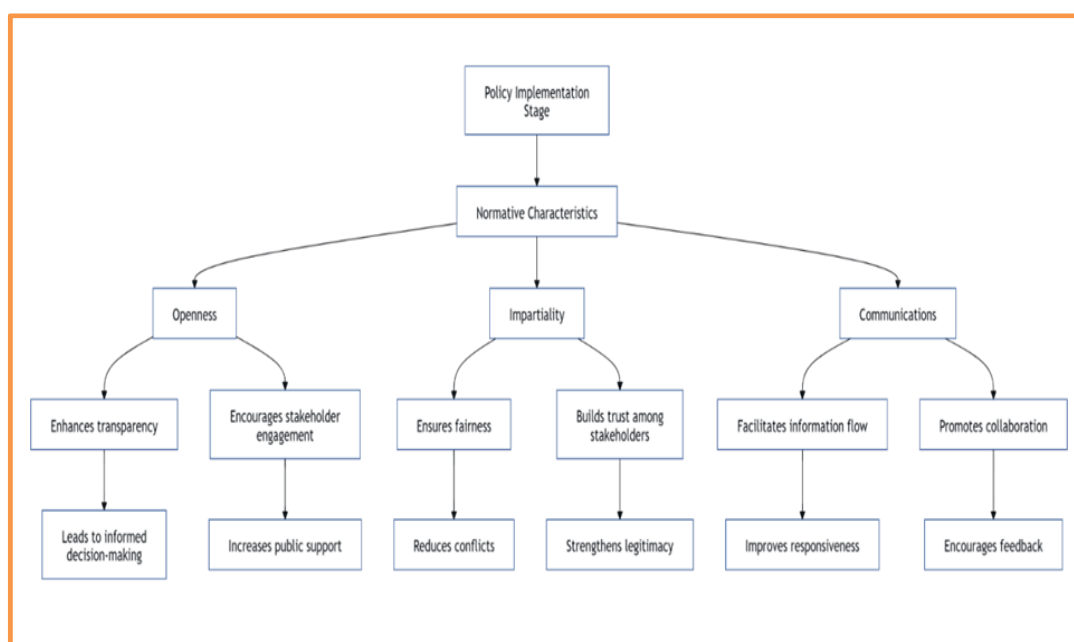 Policy Implementation
Stage
Normative Characteristics
Openness
Impartiality
Communications
Enhances transparency
Encourages stakeholder
engagement
Ensures fairness
Builds trust among
stakeholders
Facilitates information flow
Promotes collaboration
Leads to informed
decision-making
Increases public support
Reduces conflicts
Strengthens legitimacy
Improves responsiveness
Encourages feedback